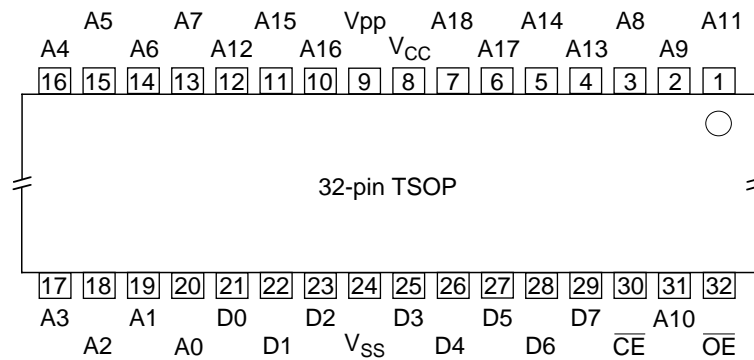 A5 A7 A15 Vpp A18 A14 A8 A11
A4 A6 A12 A16 VCC A17 A13 A9
16 15 14 13 12 11 10 9 8 7 6 5 4 3 2 1
32-pin TSOP
17 18 19 20 21 22 23 24 25 26 27 28 29 30 31 32
A3 A1 D0 D2 D3 D5 D7 CE A10 OE
A2 A0 D1 VSS D4 D6